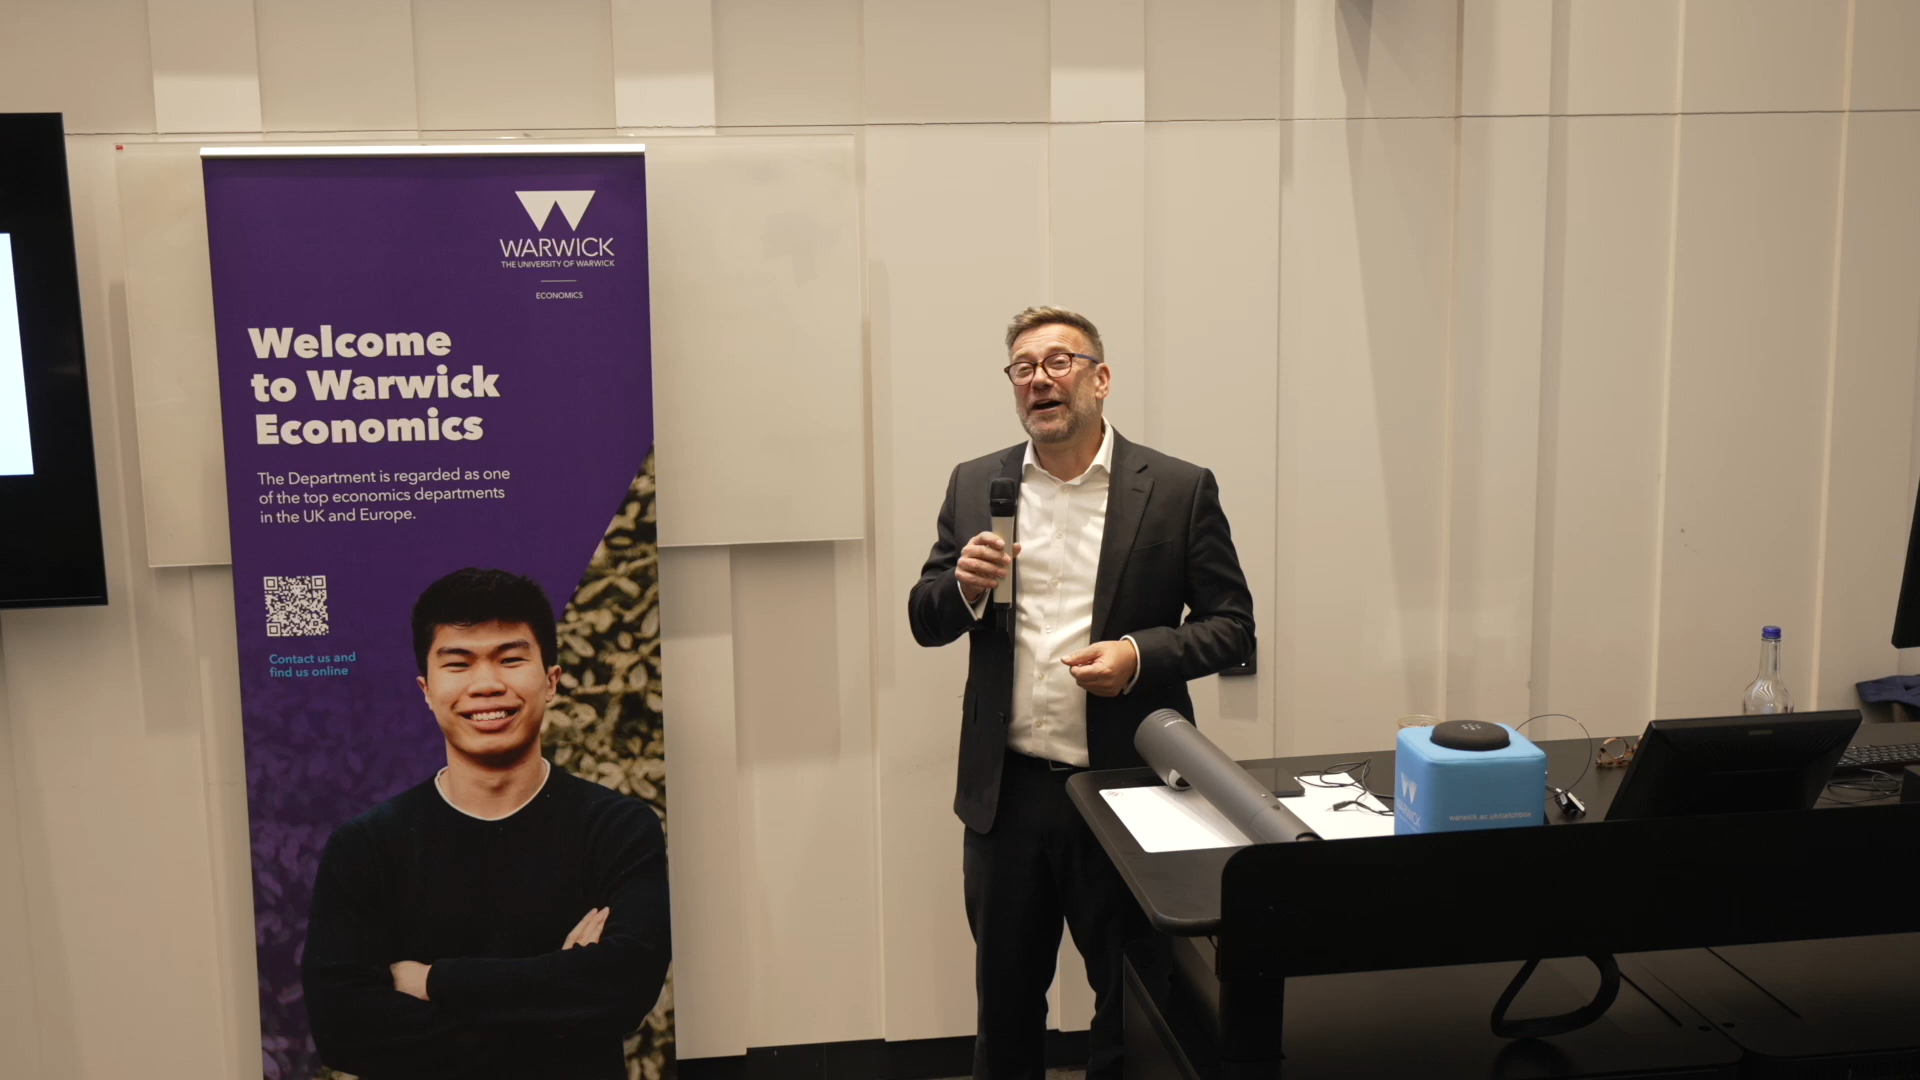 WARWICK
THE UNIVERSITY OF WARWICK
ECONOMICS
Welcome
to Warwick
Economics
The Department is regarded as one
of the top economics departments
in the UK and Europe.
Contact us and
find us online
WARWICK
warwick.ac.uk/catchbox